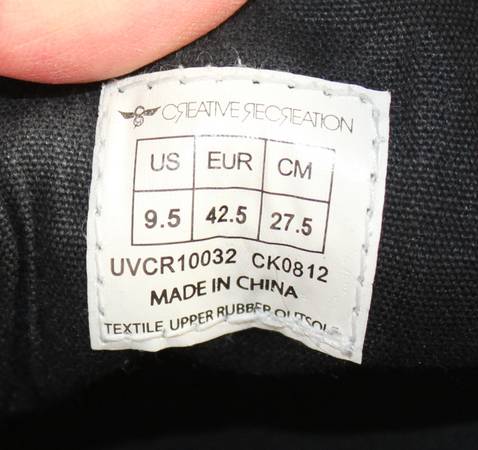 CREATIVE RECREATION
US EUR CM
9.5 42.5 27.5
UVCR10032 CK0812
MADE IN CHINA
TEXTILE UPPER RUBBER OUTSOLE